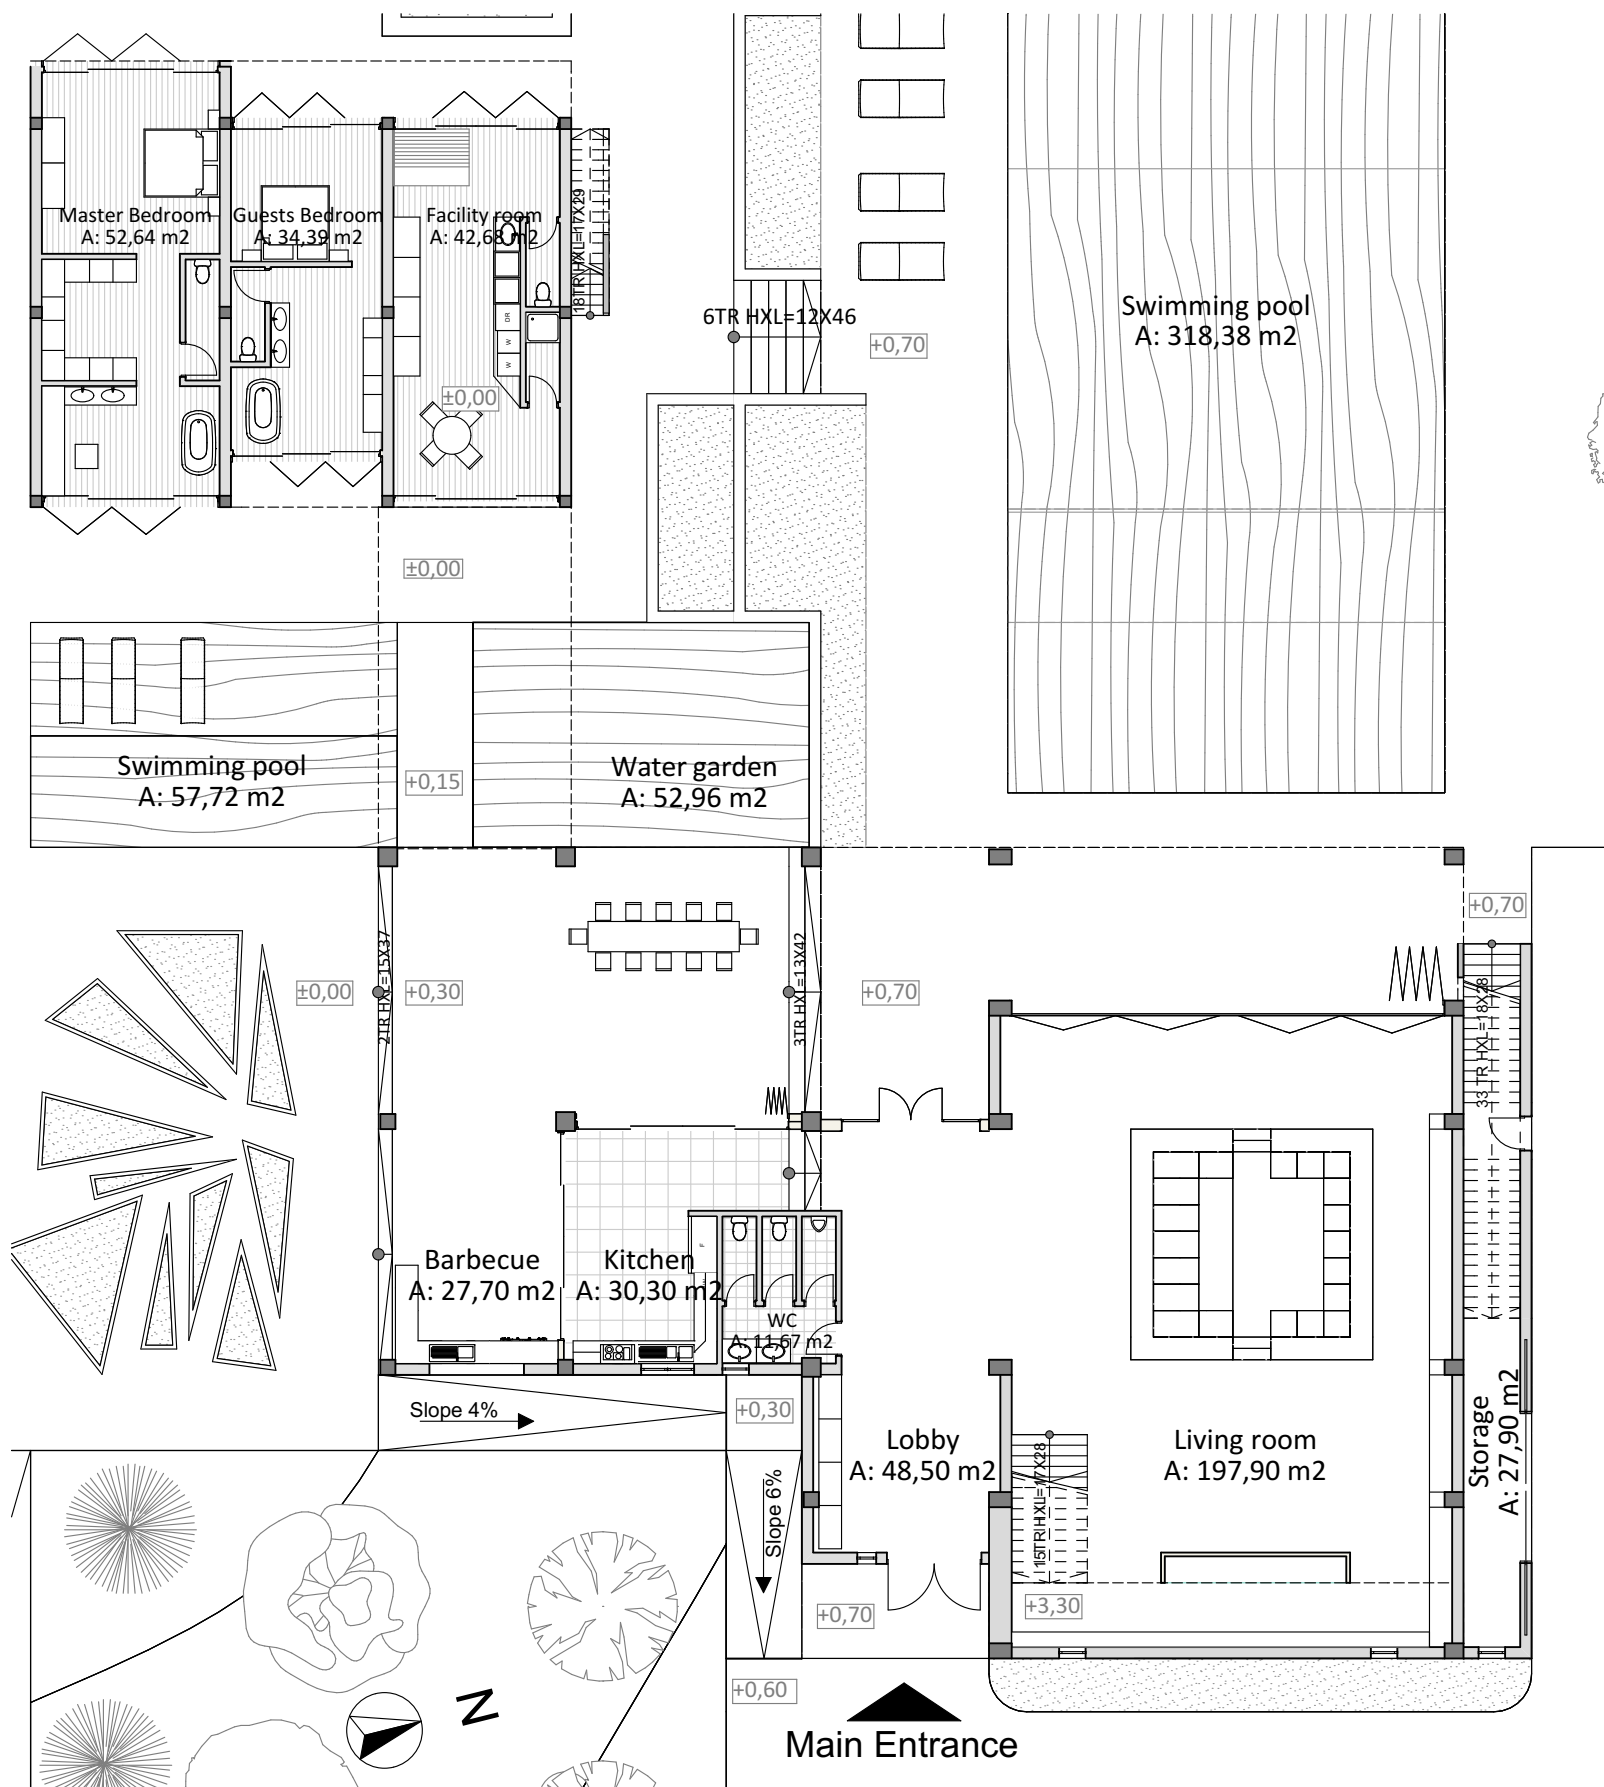 Master Bedroom
A: 52,64 m2
Guests Bedroom
A: 34,39 m2
Facility room
A: 42,68 m2
18TR HXL=17X29
DR
W
W
±0,00
6TR HXL=12X46
+0,70
Swimming pool
A: 318,38 m2
±0,00
Swimming pool
A: 57,72 m2
+0,15
Water garden
A: 52,96 m2
±0,00
2TR HXL=15X37
+0,30
3TR HXL=13X42
+0,70
+0,70
33 TR HXL=18X28
Barbecue
A: 27,70 m2
Kitchen
A: 30,30 m2
F
WC
A: 11,67 m2
Slope 4%
+0,30
Slope 6%
Lobby
A: 48,50 m2
15TR HXL=17X28
Living room
A: 197,90 m2
Storage
A: 27,90 m2
+0,70
+3,30
+0,60
N
Main Entrance